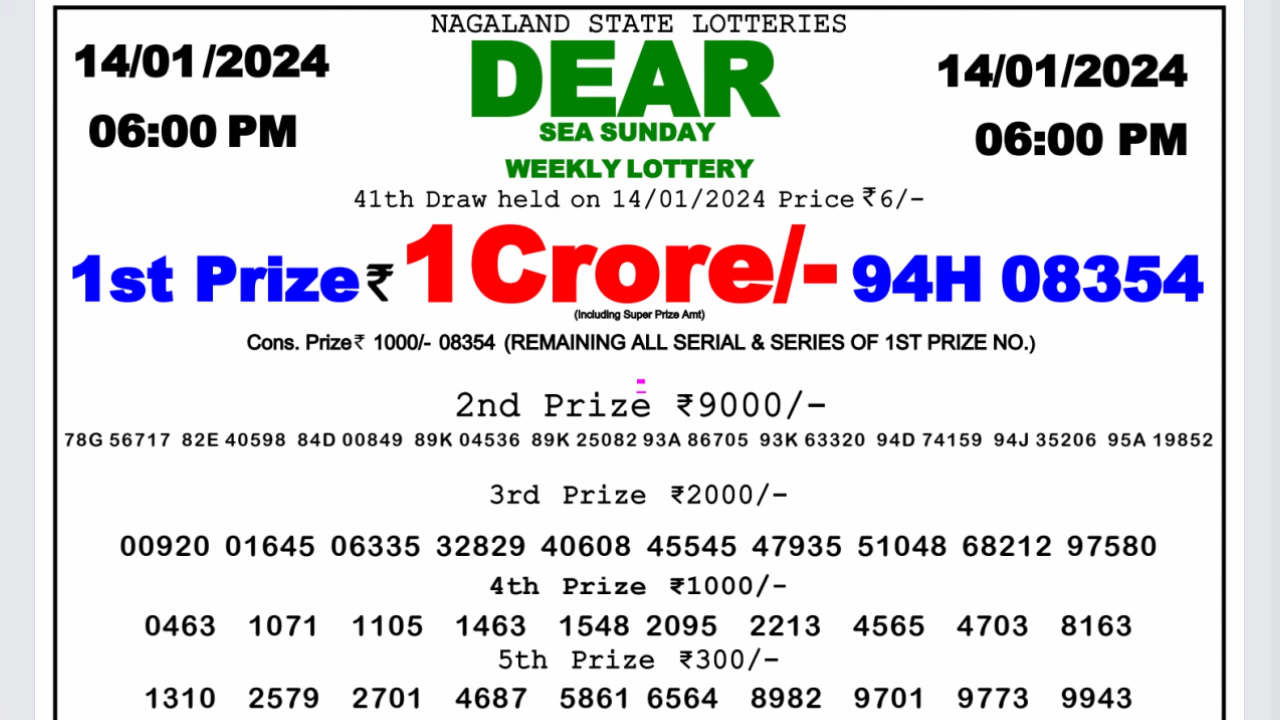 NAGALAND STATE LOTTERIES
14/01/2024 DEAR 14/01/2024
06:00 PM SEA SUNDAY 06:00 PM
WEEKLY LOTTERY
41th Draw held on 14/01/2024 Price ₹6/-
1st Prize ₹ 1Crore/- 94H 08354
(Including Super Prize Amt)
Cons. Prize₹ 1000/- 08354 (REMAINING ALL SERIAL & SERIES OF 1ST PRIZE NO.)
2nd Prize ₹9000/-
78G 56717 82E 40598 84D 00849 89K 04536 89K 25082 93A 86705 93K 63320 94D 74159 94J 35206 95A 19852
3rd Prize ₹2000/-
00920 01645 06335 32829 40608 45545 47935 51048 68212 97580
4th Prize ₹1000/-
0463 1071 1105 1463 1548 2095 2213 4565 4703 8163
5th Prize ₹300/-
1310 2579 2701 4687 5861 6564 8982 9701 9773 9943